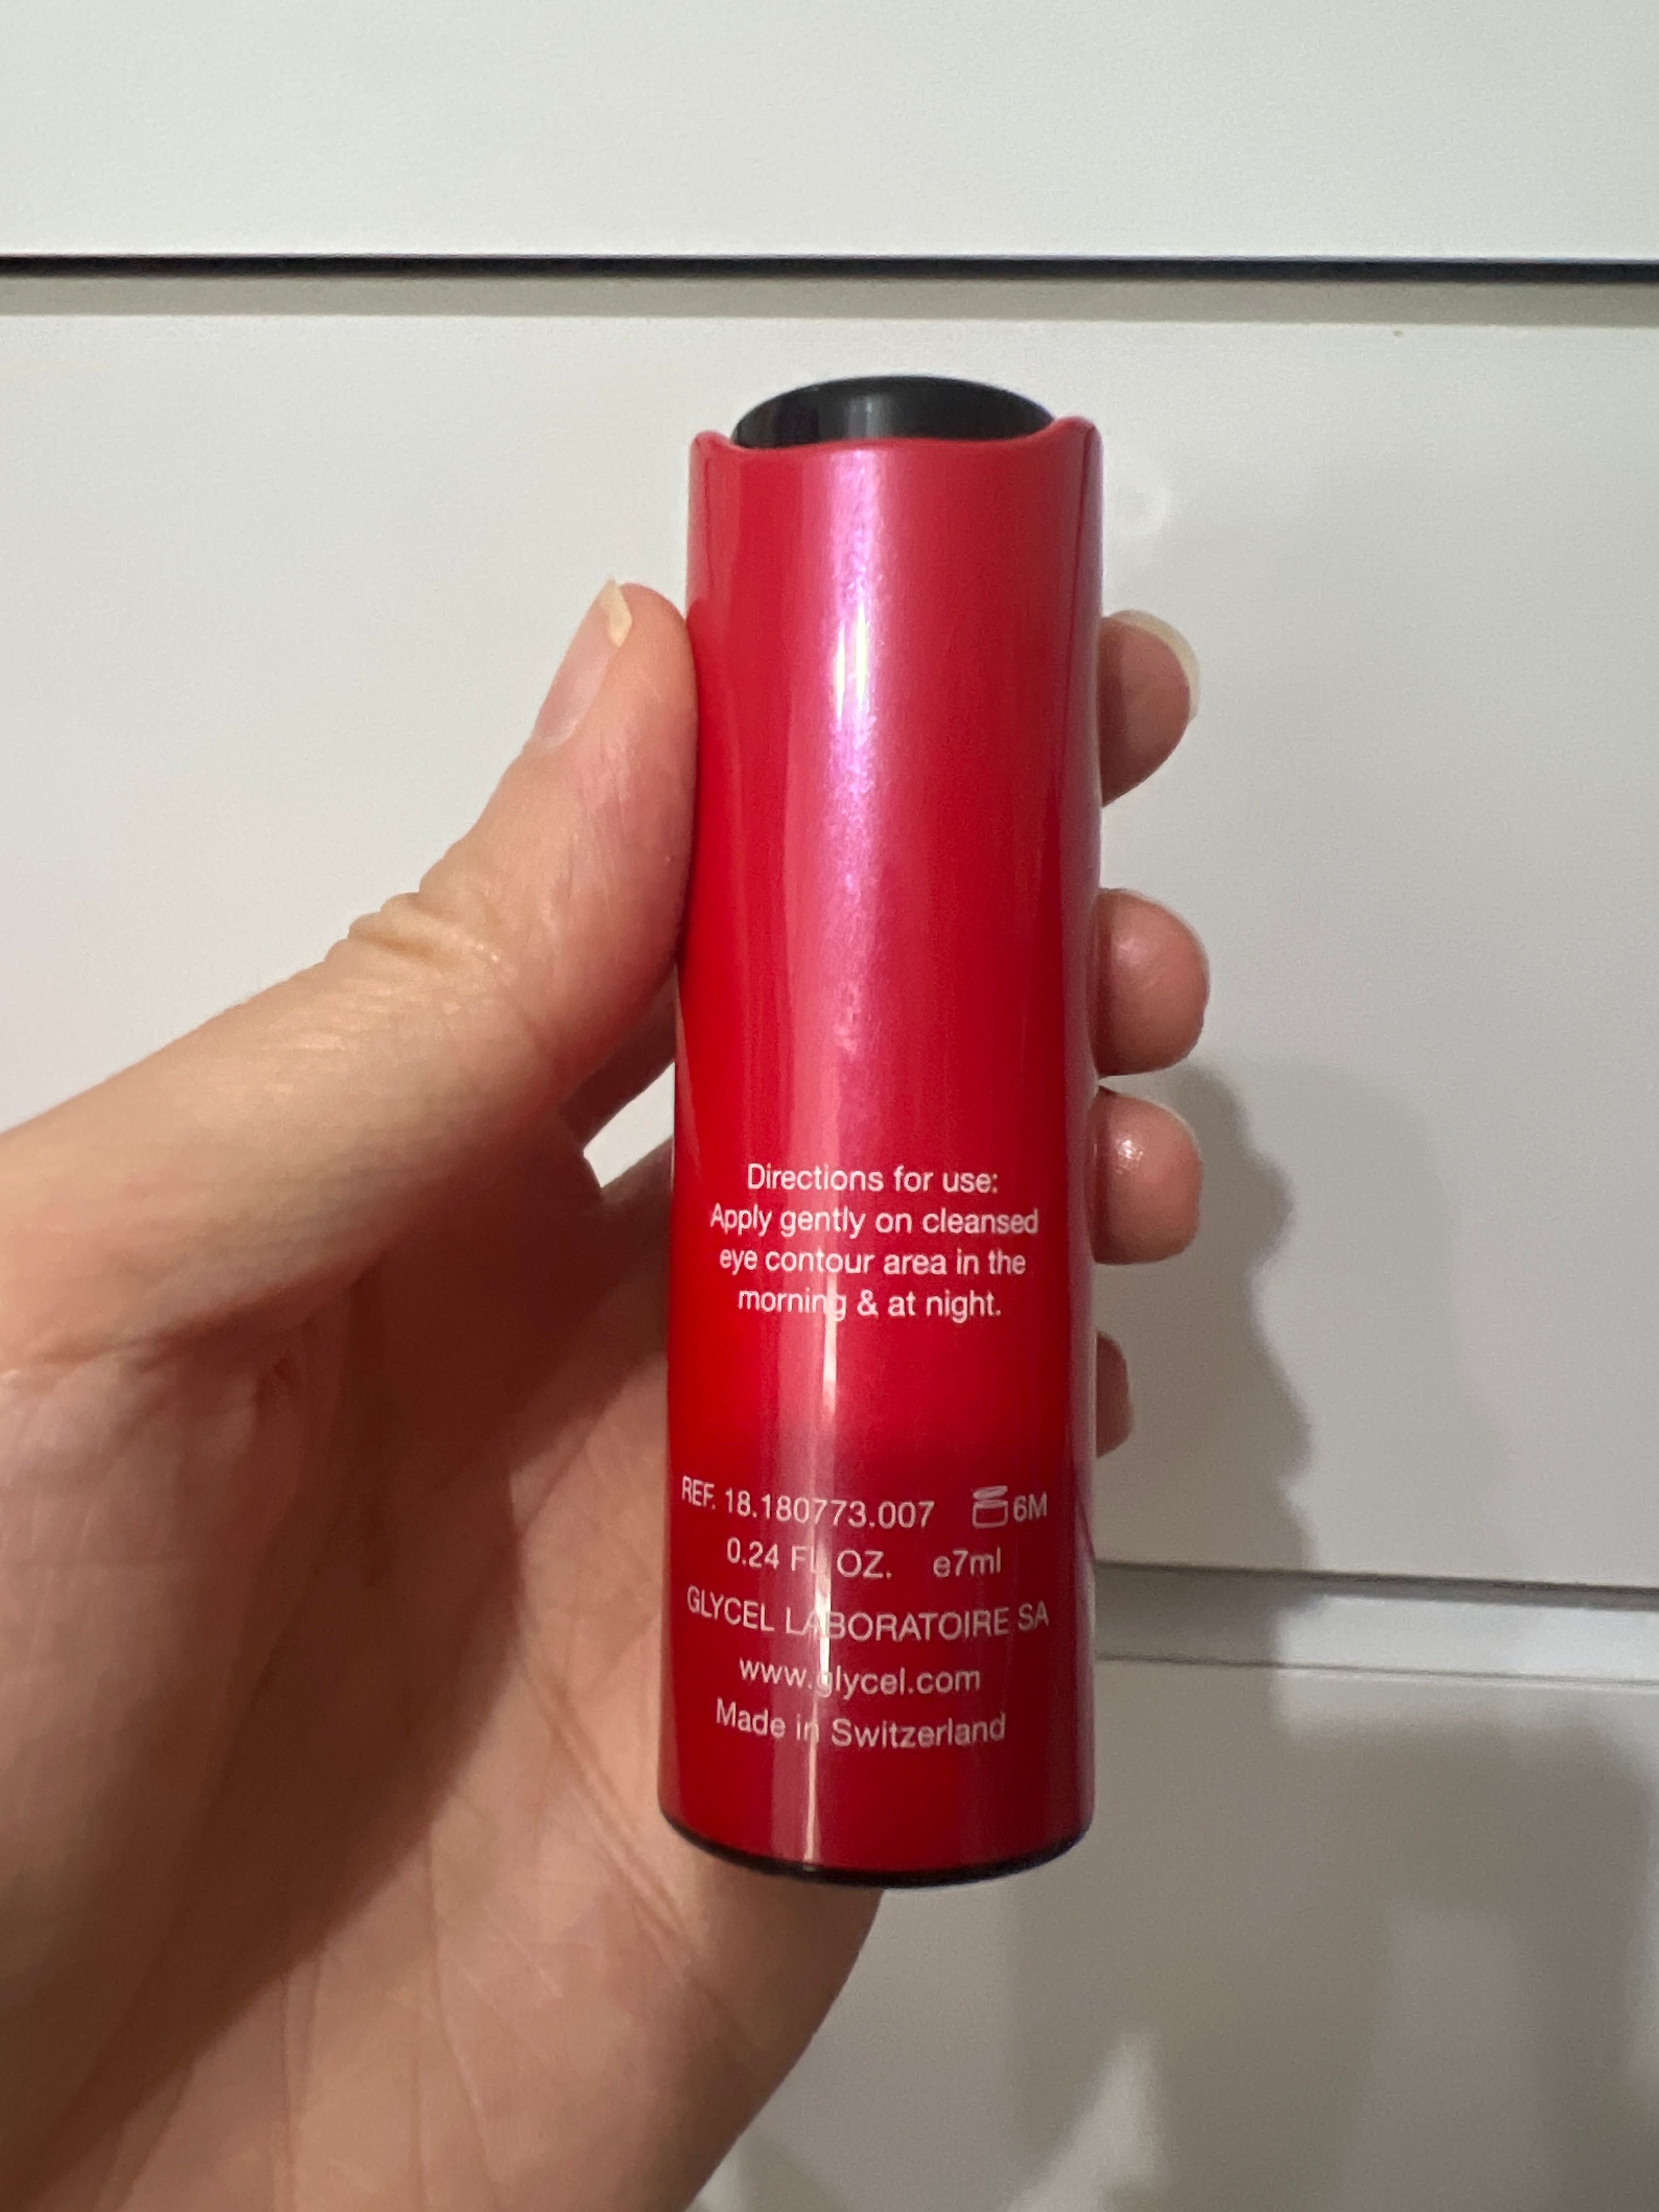 Directions for use:
Apply gently on cleansed
eye contour area in the
morning & at night.
REF. 18.180773.007 6M
0.24 FL OZ. e7ml
GLYCEL LABORATOIRE SA
www.glycel.com
Made in Switzerland